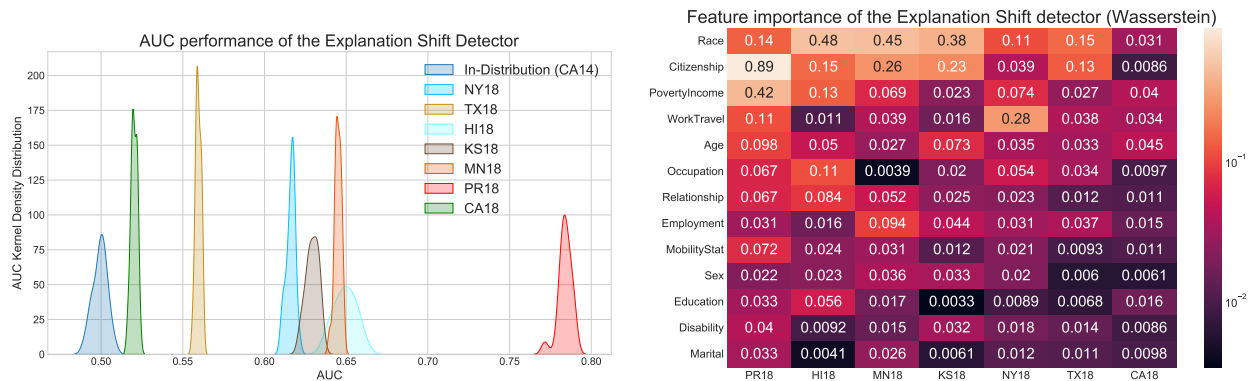 AUC performance of the Explanation Shift Detector
AUC Kernel Density Distribution
200
175
150
125
100
75
50
25
0
0.50 0.55 0.60 0.65 0.70 0.75 0.80
AUC
In-Distribution (CA14)
NY18
TX18
HI18
KS18
MN18
PR18
CA18
Feature importance of the Explanation Shift detector (Wasserstein)
Race 0.14 0.48 0.45 0.38 0.11 0.15 0.031
Citizenship 0.89 0.15 0.26 0.23 0.039 0.13 0.0086
PovertyIncome 0.42 0.13 0.069 0.023 0.074 0.027 0.04
WorkTravel 0.11 0.011 0.039 0.016 0.28 0.038 0.034
Age 0.098 0.05 0.027 0.073 0.035 0.033 0.045
Occupation 0.067 0.11 0.0039 0.02 0.054 0.034 0.0097
Relationship 0.067 0.084 0.052 0.025 0.023 0.012 0.011
Employment 0.031 0.016 0.094 0.044 0.031 0.037 0.015
MobilityStat 0.072 0.024 0.031 0.012 0.021 0.0093 0.011
Sex 0.022 0.023 0.036 0.033 0.02 0.006 0.0061
Education 0.033 0.056 0.017 0.0033 0.0089 0.0068 0.016
Disability 0.04 0.0092 0.015 0.032 0.018 0.014 0.0086
Marital 0.033 0.0041 0.026 0.0061 0.012 0.011 0.0098
PR18 HI18 MN18 KS18 NY18 TX18 CA18
10⁻¹
10⁻²